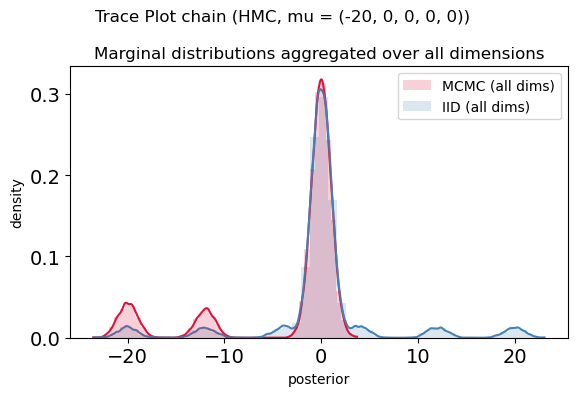 Trace Plot chain (HMC, mu = (-20, 0, 0, 0, 0))
Marginal distributions aggregated over all dimensions
MCMC (all dims)
IID (all dims)
density
0.3
0.2
0.1
0.0
−20
−10
0
10
20
posterior